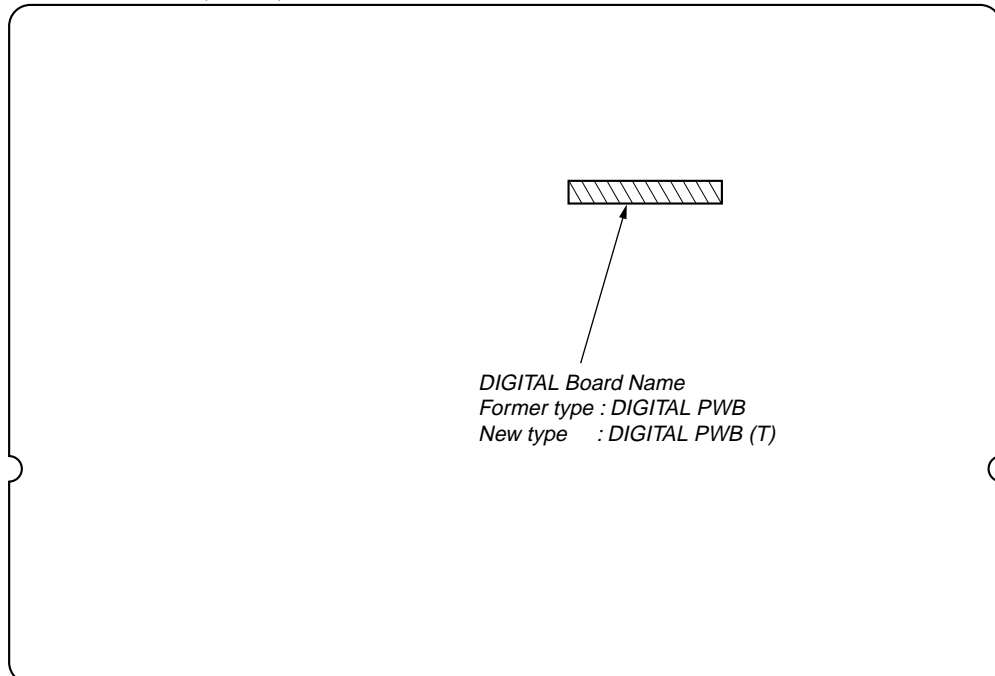 DIGITAL Board Name
Former type : DIGITAL PWB
New type : DIGITAL PWB (T)